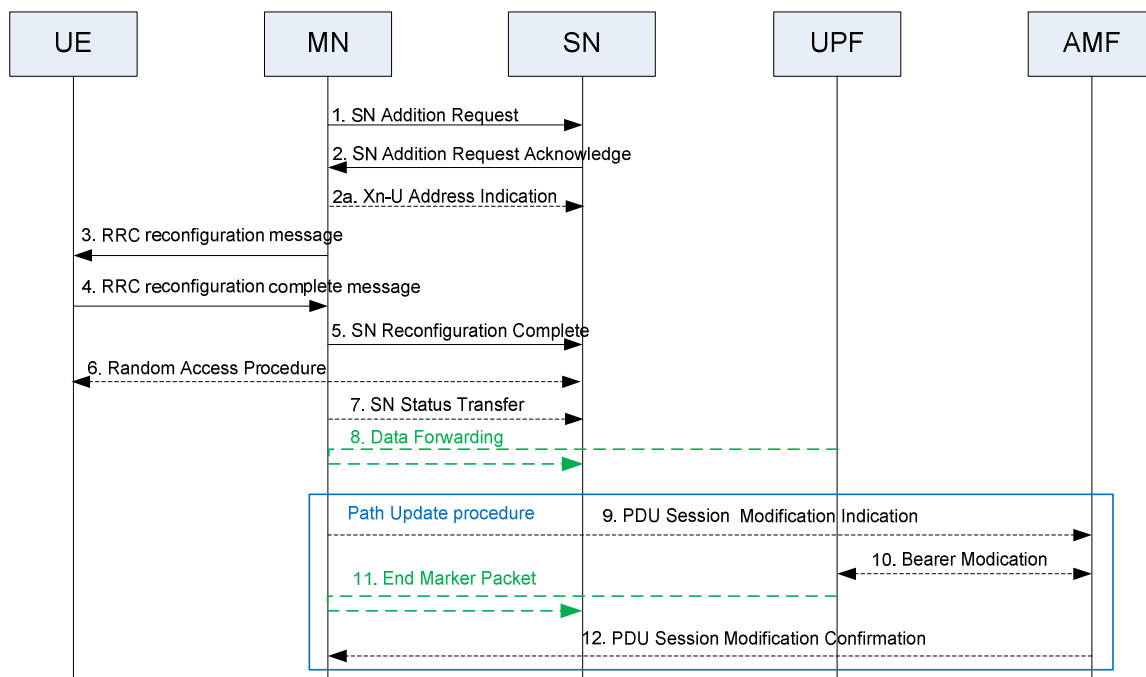 UE
MN
SN
UPF
AMF
1. SN Addition Request
2. SN Addition Request Acknowledge
2a. Xn-U Address Indication
3. RRC reconfiguration message
4. RRC reconfiguration complete message
5. SN Reconfiguration Complete
6. Random Access Procedure
7. SN Status Transfer
8. Data Forwarding
Path Update procedure
9. PDU Session Modification Indication
10. Bearer Modication
11. End Marker Packet
12. PDU Session Modification Confirmation